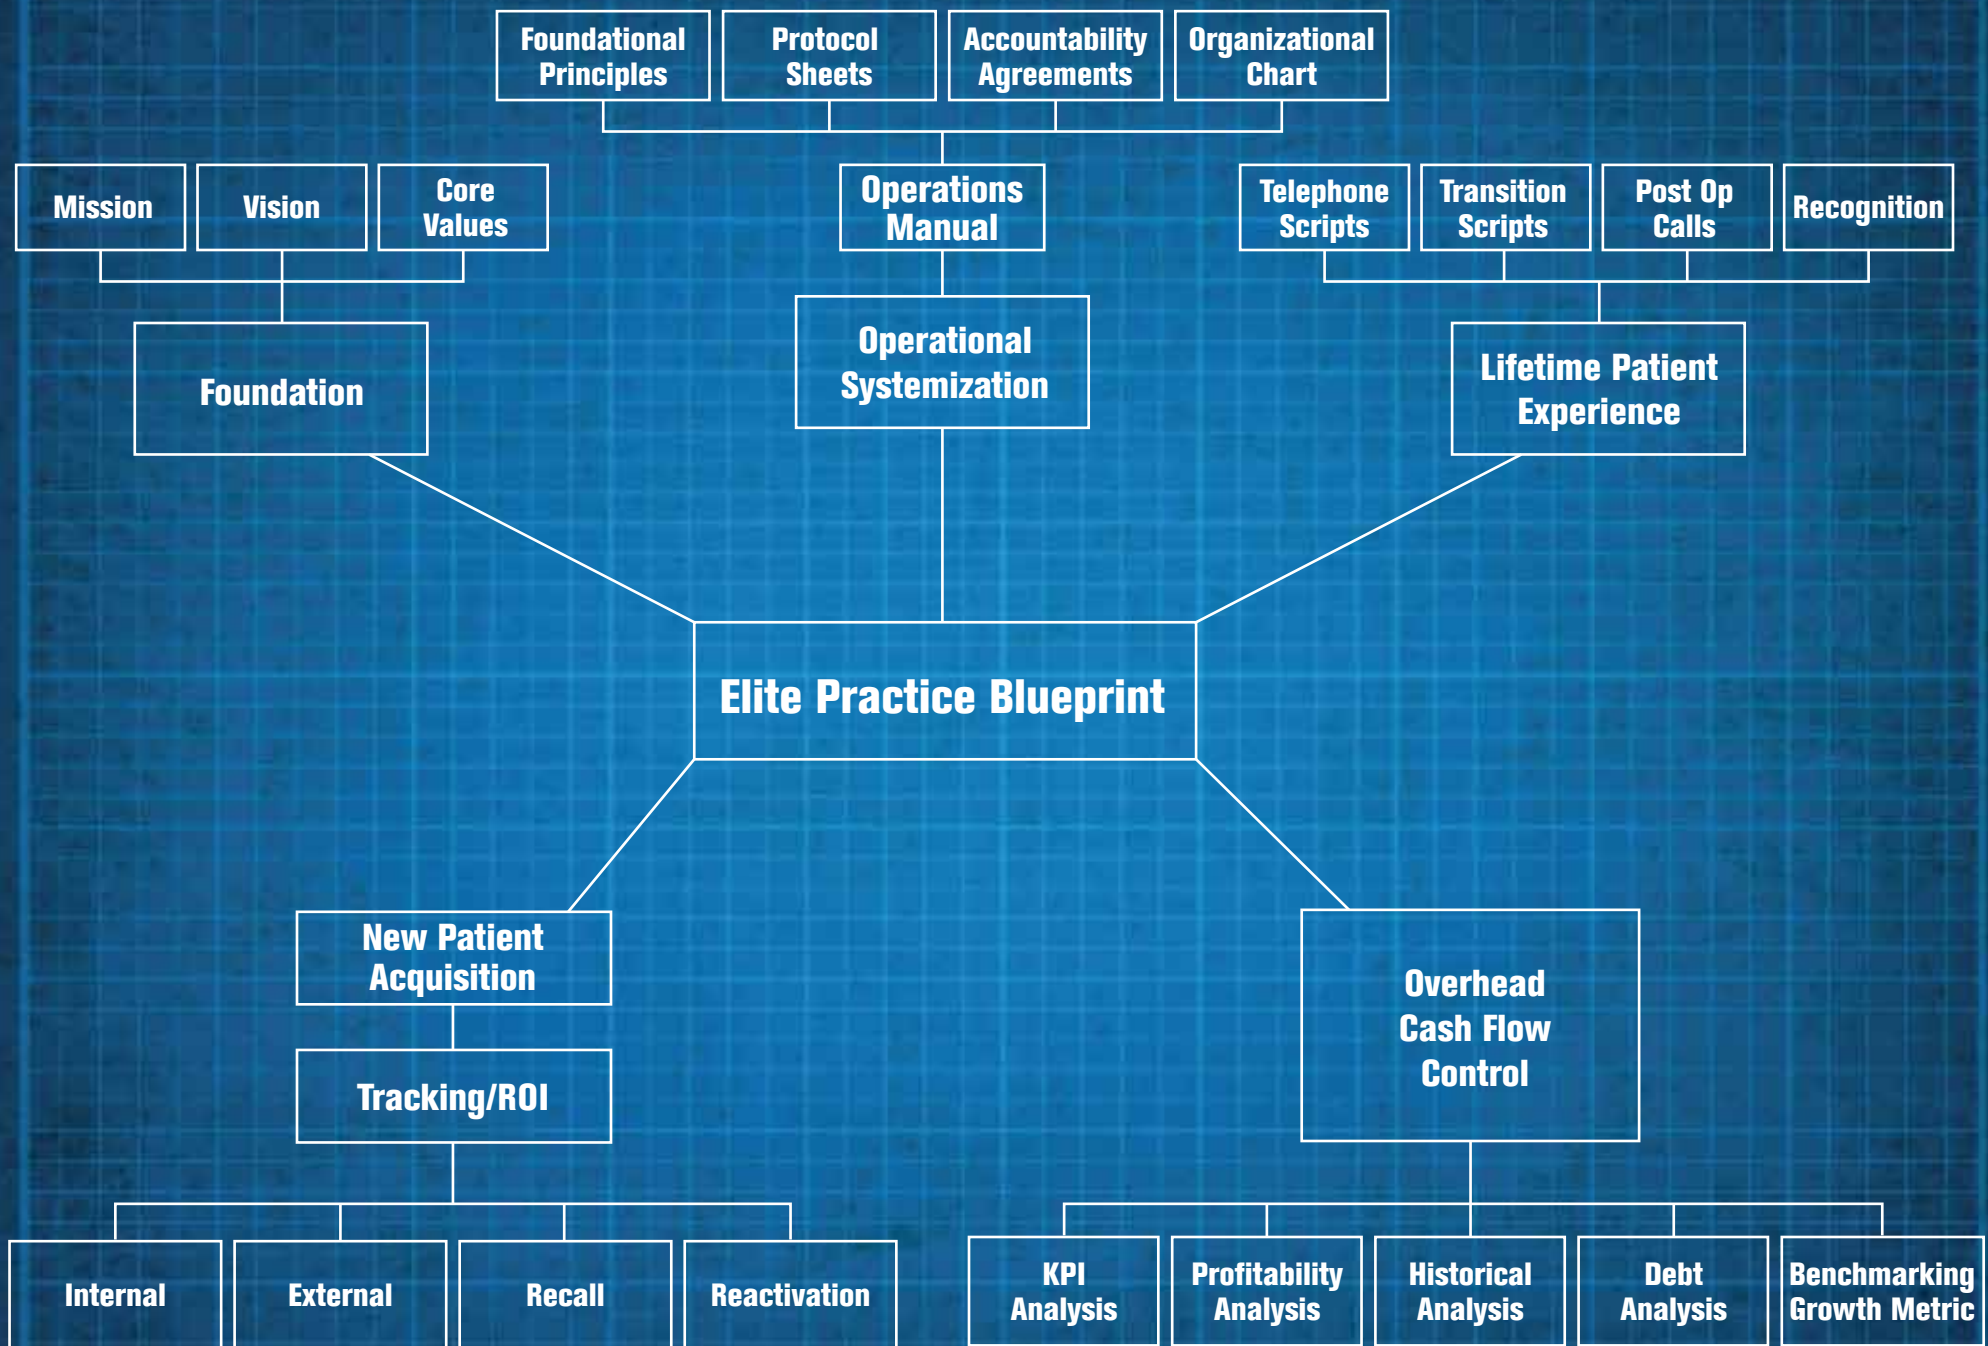 Foundational
Principles
Protocol
Sheets
Accountability
Agreements
Organizational
Chart
Mission
Vision
Core
Values
Operations
Manual
Telephone
Scripts
Transition
Scripts
Post Op
Calls
Recognition
Foundation
Operational
Systemization
Lifetime Patient
Experience
Elite Practice Blueprint
New Patient
Acquisition
Tracking/ROI
Overhead
Cash Flow
Control
Internal
External
Recall
Reactivation
KPI
Analysis
Profitability
Analysis
Historical
Analysis
Debt
Analysis
Benchmarking
Growth Metric